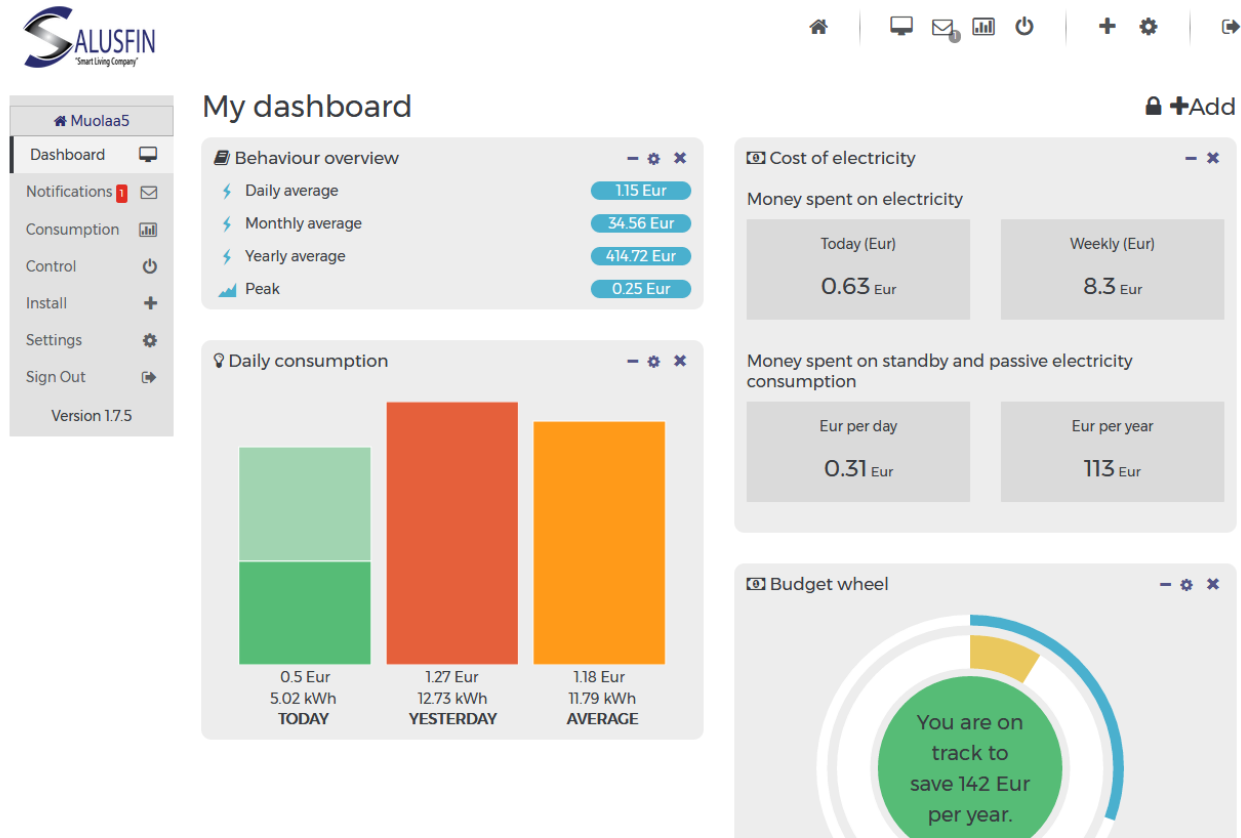 SALUSFIN
"Smart Living Company"
1
Muolaa5
Dashboard
Notifications 1
Consumption
Control
Install
Settings
Sign Out
Version 1.7.5
My dashboard
Add
Behaviour overview
Daily average 1.15 Eur
Monthly average 34.56 Eur
Yearly average 414.72 Eur
Peak 0.25 Eur
Daily consumption
0.5 Eur 1.27 Eur 1.18 Eur
5.02 kWh 12.73 kWh 11.79 kWh
TODAY YESTERDAY AVERAGE
Cost of electricity
Money spent on electricity
Today (Eur) Weekly (Eur)
0.63 Eur 8.3 Eur
Money spent on standby and passive electricity
consumption
Eur per day Eur per year
0.31 Eur 113 Eur
Budget wheel
You are on
track to
save 142 Eur
per year.